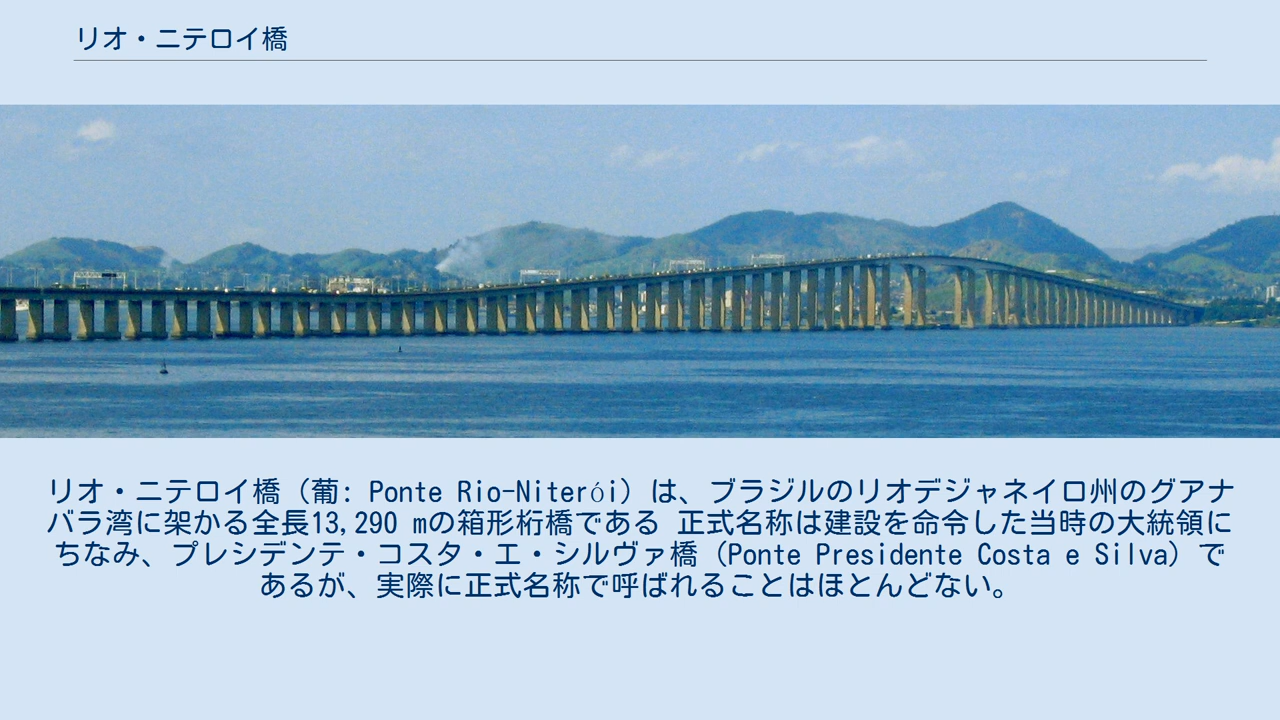 リオ・ニテロイ橋
リオ・ニテロイ橋（葡: Ponte Rio-Niterói）は、ブラジルのリオデジャネイロ州のグアナ
バラ湾に架かる全長13,290 mの箱形桁橋である 正式名称は建設を命令した当時の大統領に
ちなみ、プレシデンテ・コスタ・エ・シルヴァ橋（Ponte Presidente Costa e Silva）で
あるが、実際に正式名称で呼ばれることはほとんどない。